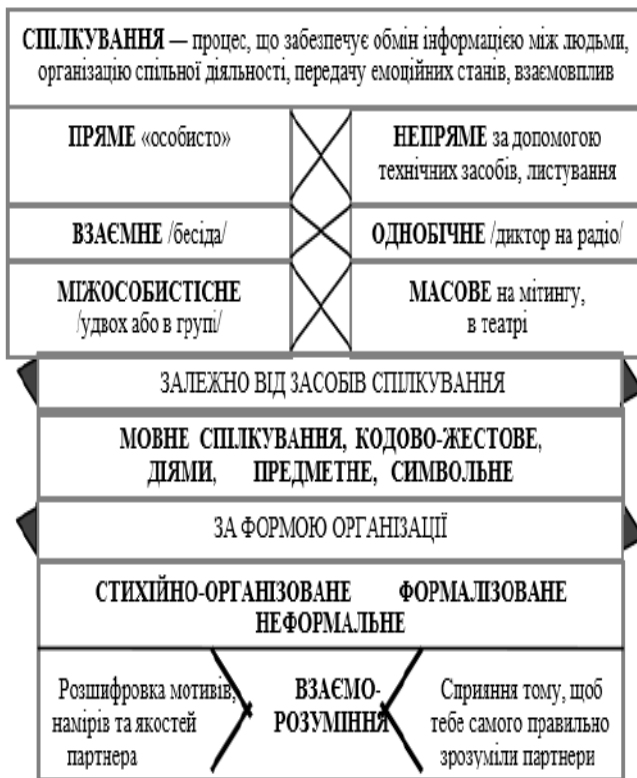 СПІЛКУВАННЯ — процес, що забезпечує обмін інформацією між людьми,
організацію спільної діяльності, передачу емоційних станів, взаємовплив
ПРЯМЕ «особисто»
НЕПРЯМЕ за допомогою
технічних засобів, листування
ВЗАЄМНЕ /бесіда/
ОДНОБІЧНЕ /диктор на радіо/
МІЖОСОБИСТІСНЕ
/удвох або в групі/
МАСОВЕ на мітингу,
в театрі
ЗАЛЕЖНО ВІД ЗАСОБІВ СПІЛКУВАННЯ
МОВНЕ СПІЛКУВАННЯ, КОДОВО-ЖЕСТОВЕ,
ДІЯМИ, ПРЕДМЕТНЕ, СИМВОЛЬНЕ
ЗА ФОРМОЮ ОРГАНІЗАЦІЇ
СТИХІЙНО-ОРГАНІЗОВАНЕ ФОРМАЛІЗОВАНЕ
НЕФОРМАЛЬНЕ
Розшифровка мотивів,
намірів та якостей
партнера
ВЗАЄМО-
РОЗУМІННЯ
Сприяння тому, щоб
тебе самого правильно
зрозуміли партнери